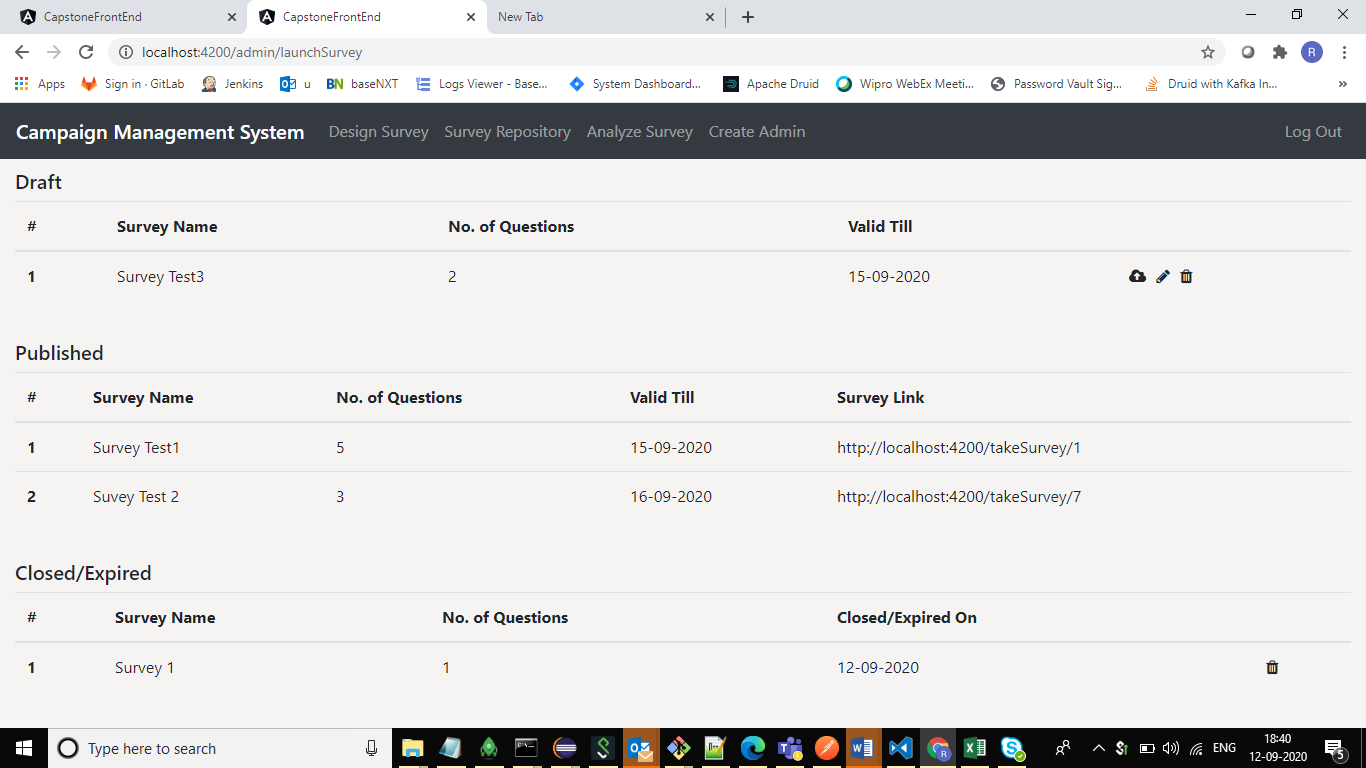 CapstoneFrontEnd CapstoneFrontEnd New Tab
localhost:4200/admin/launchSurvey R
Apps Sign in · GitLab Jenkins u BN baseNXT Logs Viewer - Base... System Dashboard... Apache Druid Wipro WebEx Meeti... Password Vault Sig... Druid with Kafka In... »
Campaign Management System Design Survey Survey Repository Analyze Survey Create Admin Log Out
Draft
# Survey Name No. of Questions Valid Till
1 Survey Test3 2 15-09-2020
Published
# Survey Name No. of Questions Valid Till Survey Link
1 Survey Test1 5 15-09-2020 http://localhost:4200/takeSurvey/1
2 Suvey Test 2 3 16-09-2020 http://localhost:4200/takeSurvey/7
Closed/Expired
# Survey Name No. of Questions Closed/Expired On
1 Survey 1 1 12-09-2020
Type here to search ENG 18:40
12-09-2020 5